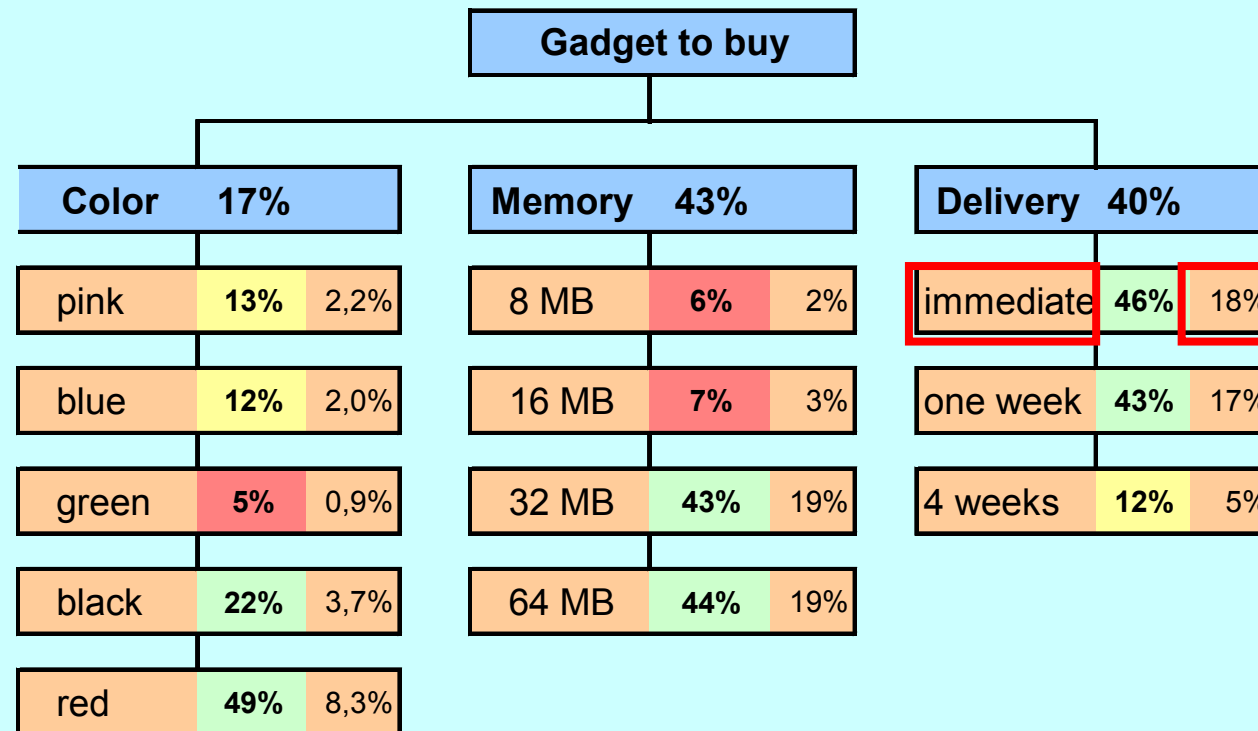 Gadget to buy
Color 17%
pink 13% 2,2%
blue 12% 2,0%
green 5% 0,9%
black 22% 3,7%
red 49% 8,3%
Memory 43%
8 MB 6% 2%
16 MB 7% 3%
32 MB 43% 19%
64 MB 44% 19%
Delivery 40%
immediate 46% 18%
one week 43% 17%
4 weeks 12% 5%